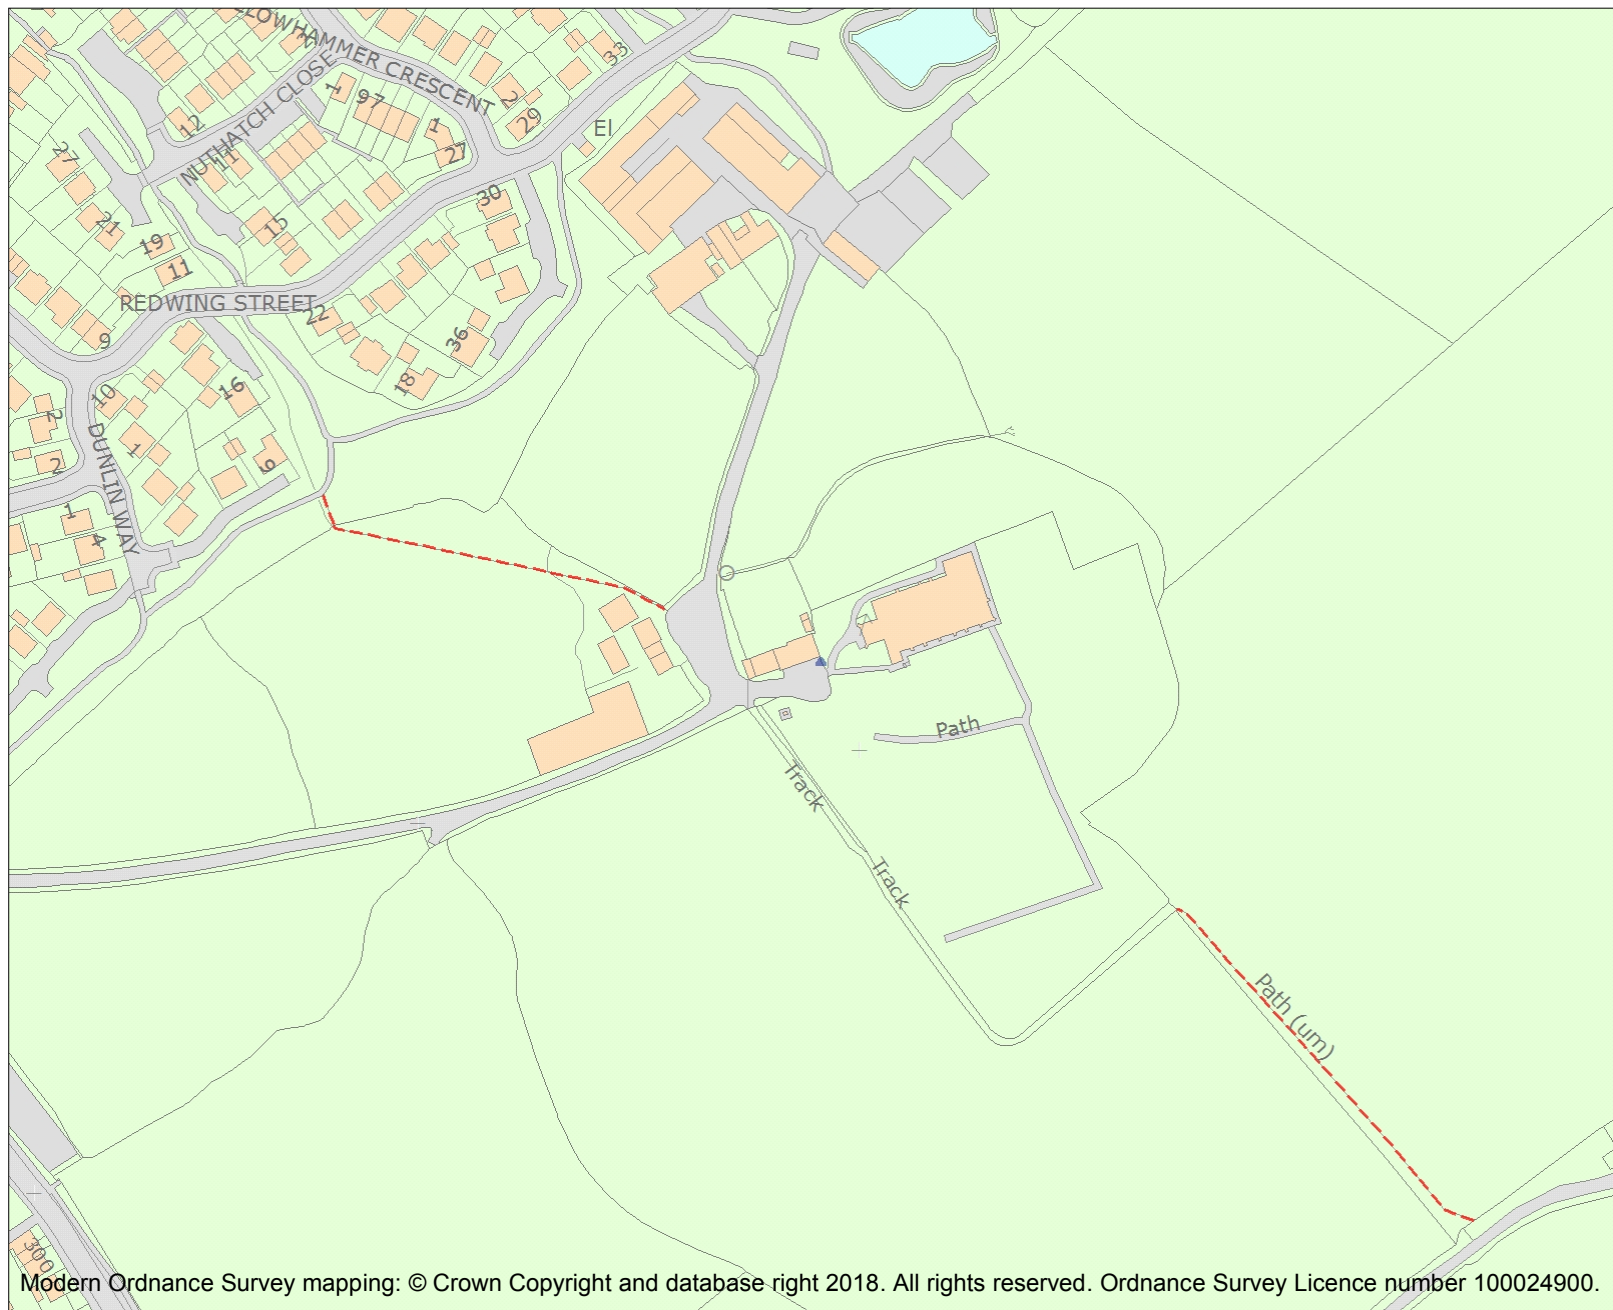 LOWHAMMER CRESCENT
33
2
1
97
29
12
NUTHATCH CLOSE
1
El
27
27
11
30
21
15
19
11
REDWING STREET
22
9
36
18
16
10
2
1
DUNLIN WAY
2
9
1
4
Path
Track
Track
Path (um)
300
Modern Ordnance Survey mapping: © Crown Copyright and database right 2018. All rights reserved. Ordnance Survey Licence number 100024900.